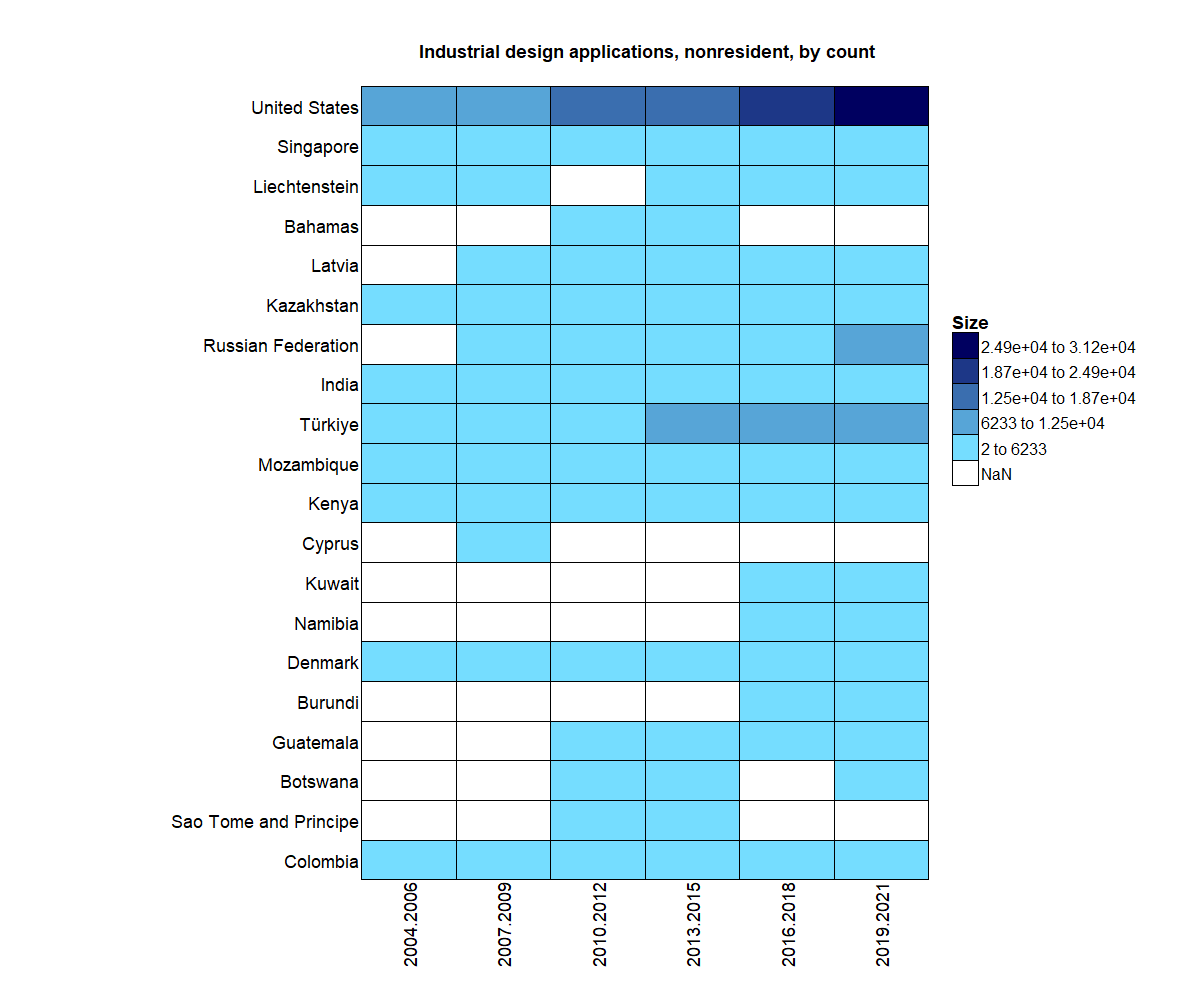 Industrial design applications, nonresident, by count
United States
Singapore
Liechtenstein
Bahamas
Latvia
Kazakhstan
Russian Federation
India
Türkiye
Mozambique
Kenya
Cyprus
Kuwait
Namibia
Denmark
Burundi
Guatemala
Botswana
Sao Tome and Principe
Colombia
2004.2006
2007.2009
2010.2012
2013.2015
2016.2018
2019.2021
Size
2.49e+04 to 3.12e+04
1.87e+04 to 2.49e+04
1.25e+04 to 1.87e+04
6233 to 1.25e+04
2 to 6233
NaN